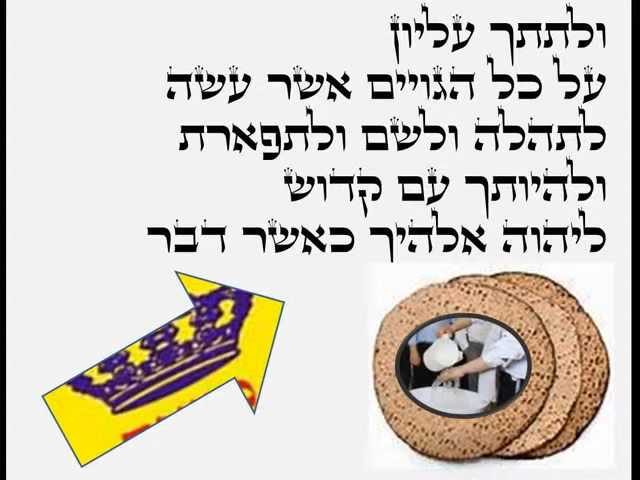 ולתתך עליון
על כל הגויים אשר עשה
לתהלה ולשם ולתפארת
ולהיותך עם קדוש
ליהוה אלהיך כאשר דבר